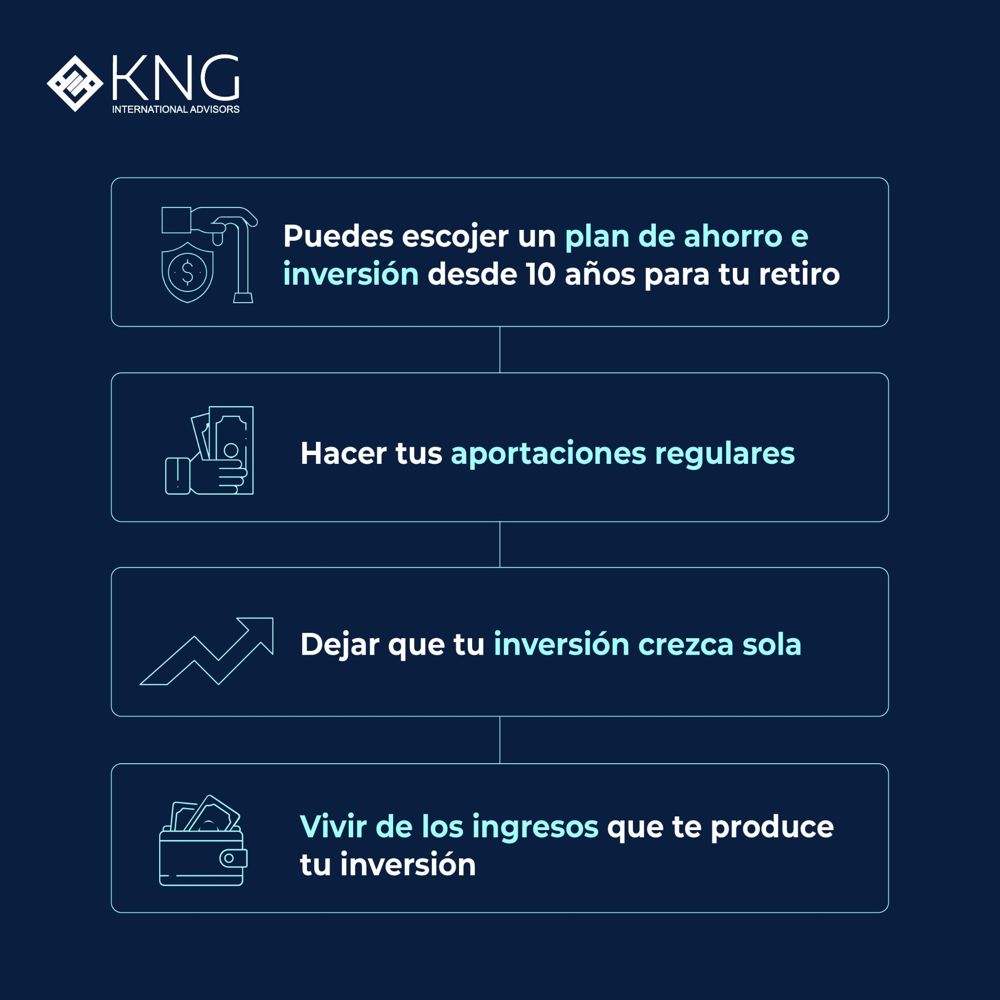 KNG
INTERNATIONAL ADVISORS
Puedes escojer un plan de ahorro e
inversión desde 10 años para tu retiro
Hacer tus aportaciones regulares
Dejar que tu inversión crezca sola
Vivir de los ingresos que te produce
tu inversión